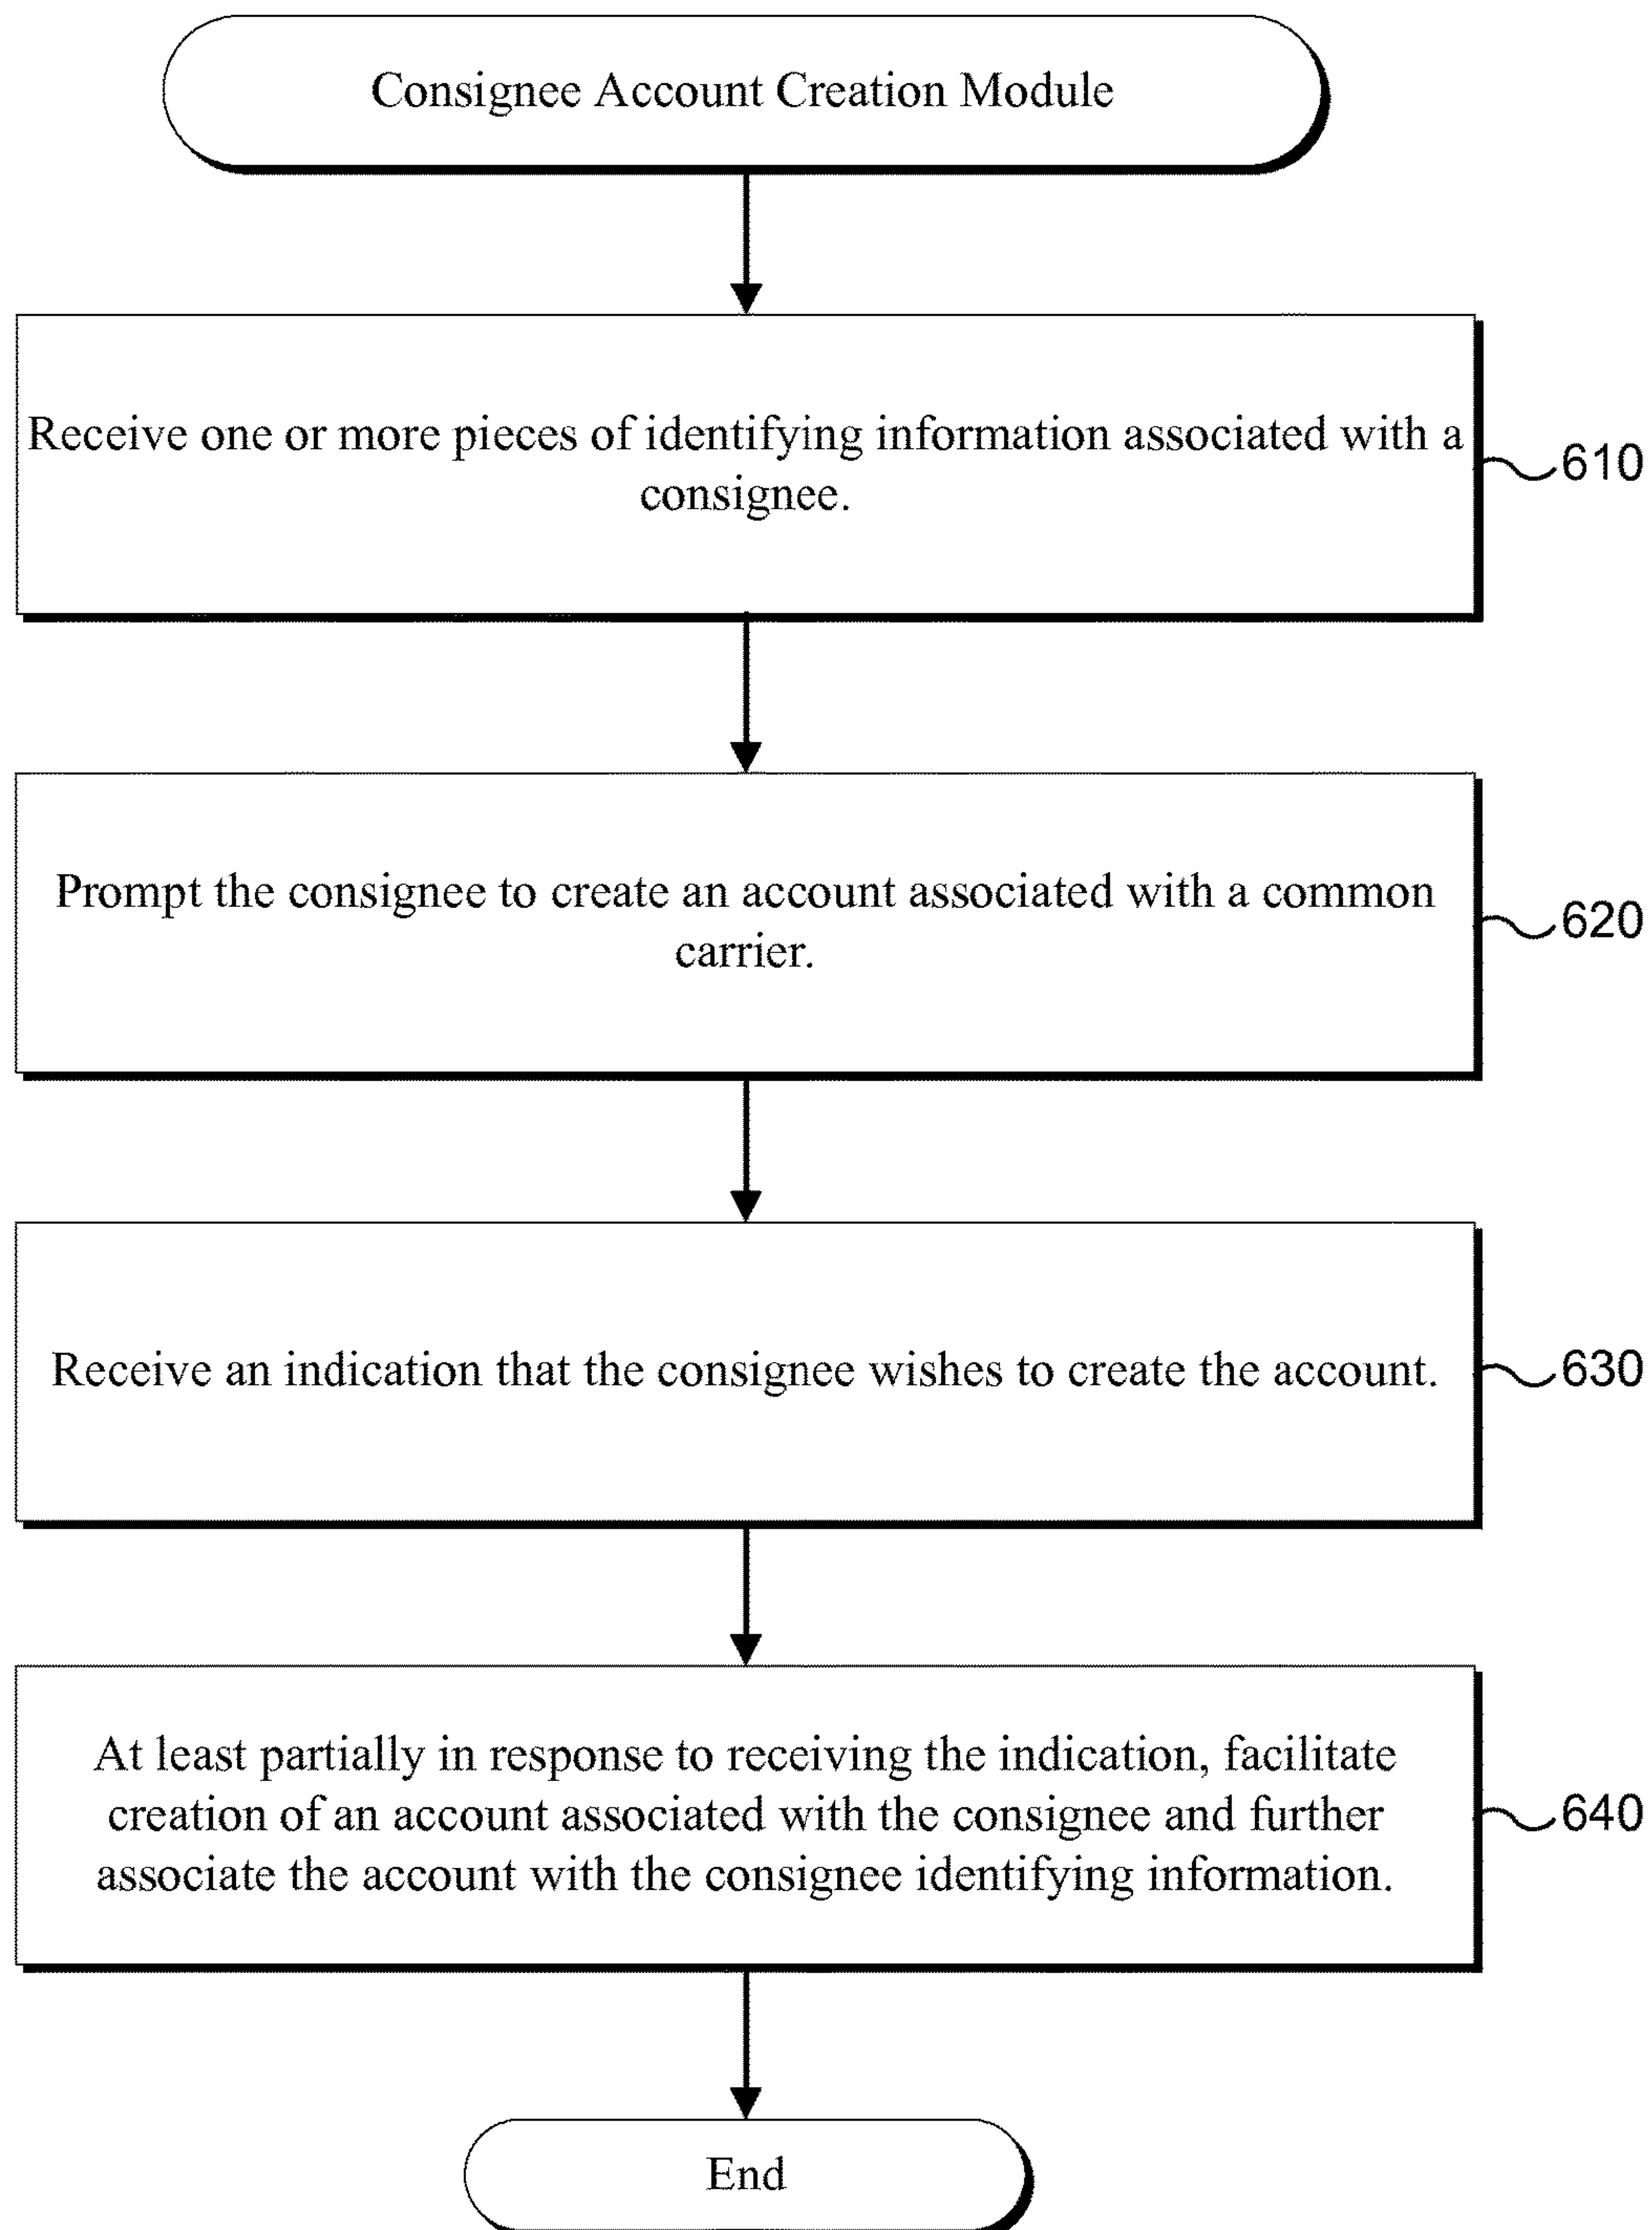 Consignee Account Creation Module
Receive one or more pieces of identifying information associated with a
consignee.
610
Prompt the consignee to create an account associated with a common
carrier.
620
Receive an indication that the consignee wishes to create the account.
630
At least partially in response to receiving the indication, facilitate
creation of an account associated with the consignee and further
associate the account with the consignee identifying information.
640
End